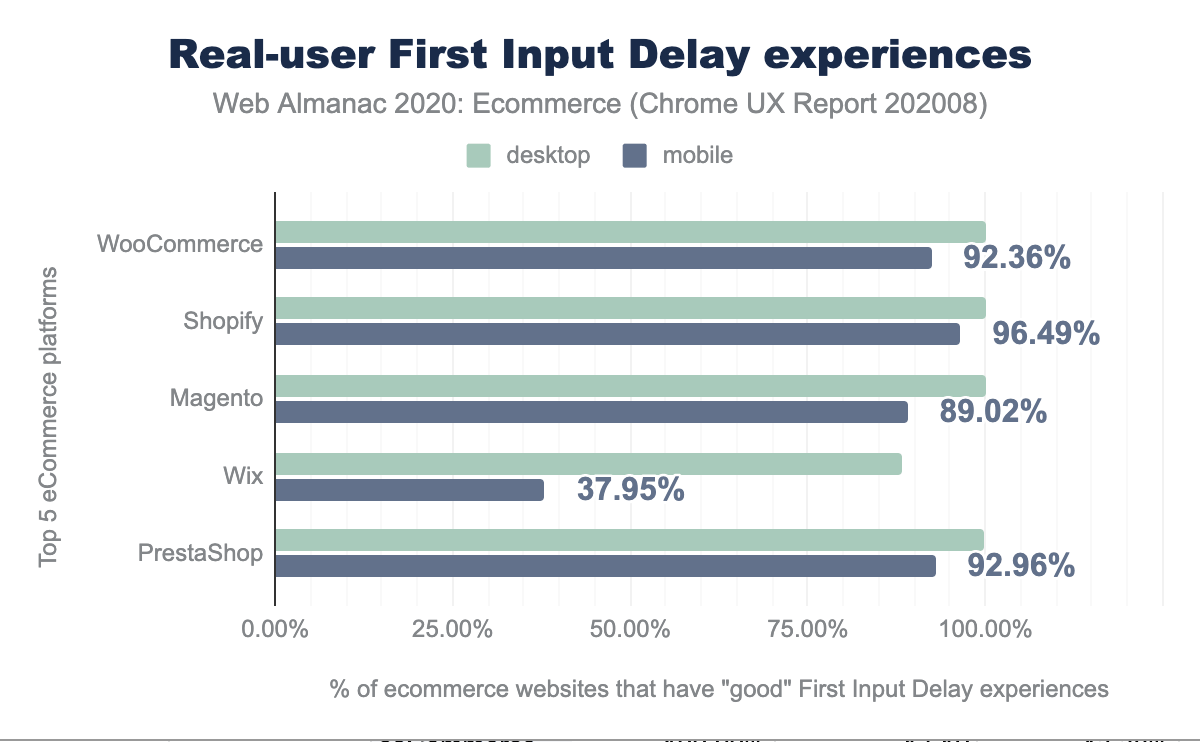 Real-user First Input Delay experiences
Web Almanac 2020: Ecommerce (Chrome UX Report 202008)
desktop
mobile
Top 5 eCommerce platforms
WooCommerce
92.36%
Shopify
96.49%
Magento
89.02%
Wix
37.95%
PrestaShop
92.96%
0.00%
25.00%
50.00%
75.00%
100.00%
% of ecommerce websites that have "good" First Input Delay experiences